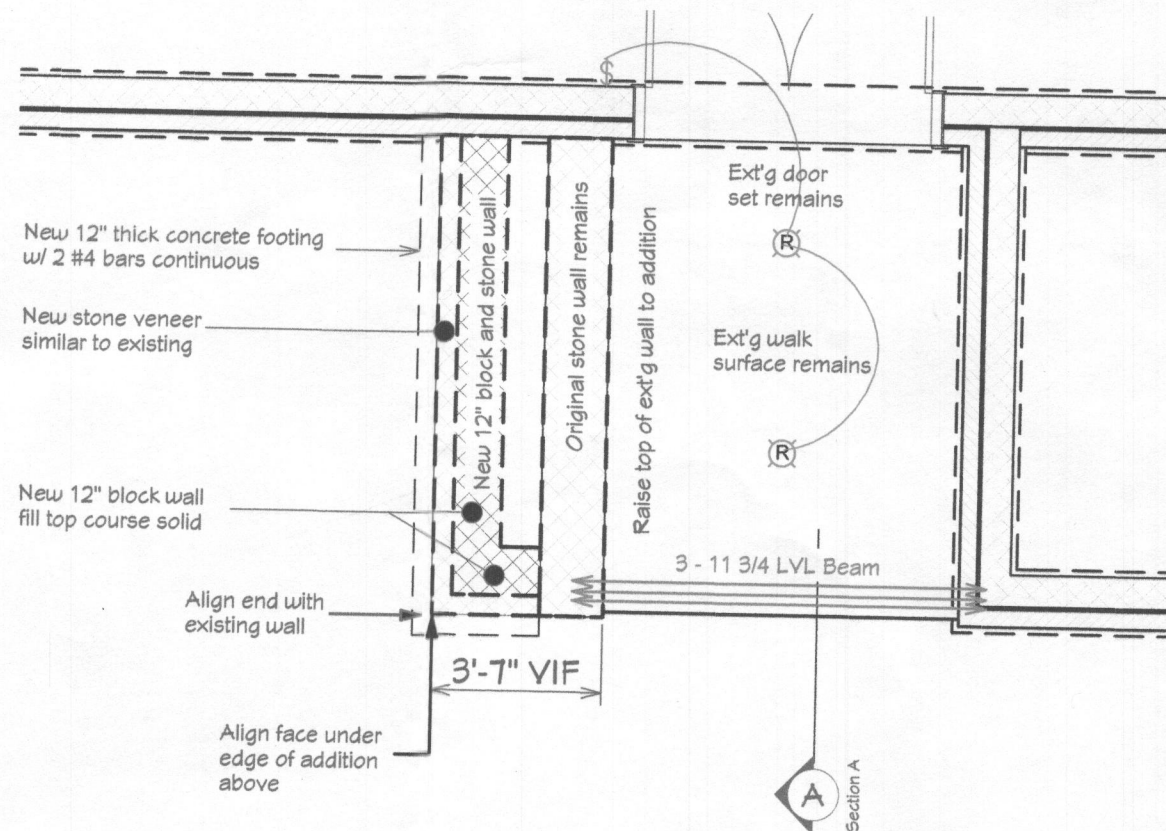 $
Ext'g door
set remains
R
New 12" thick concrete footing
w/ 2 #4 bars continuous
New stone veneer
similar to existing
New 12" block and stone wall
Original stone wall remains
Raise top of ext'g wall to addition
Ext'g walk
surface remains
R
New 12" block wall
fill top course solid
3 - 11 3/4 LVL Beam
Align end with
existing wall
3'-7" VIF
Align face under
edge of addition
above
A
Section A